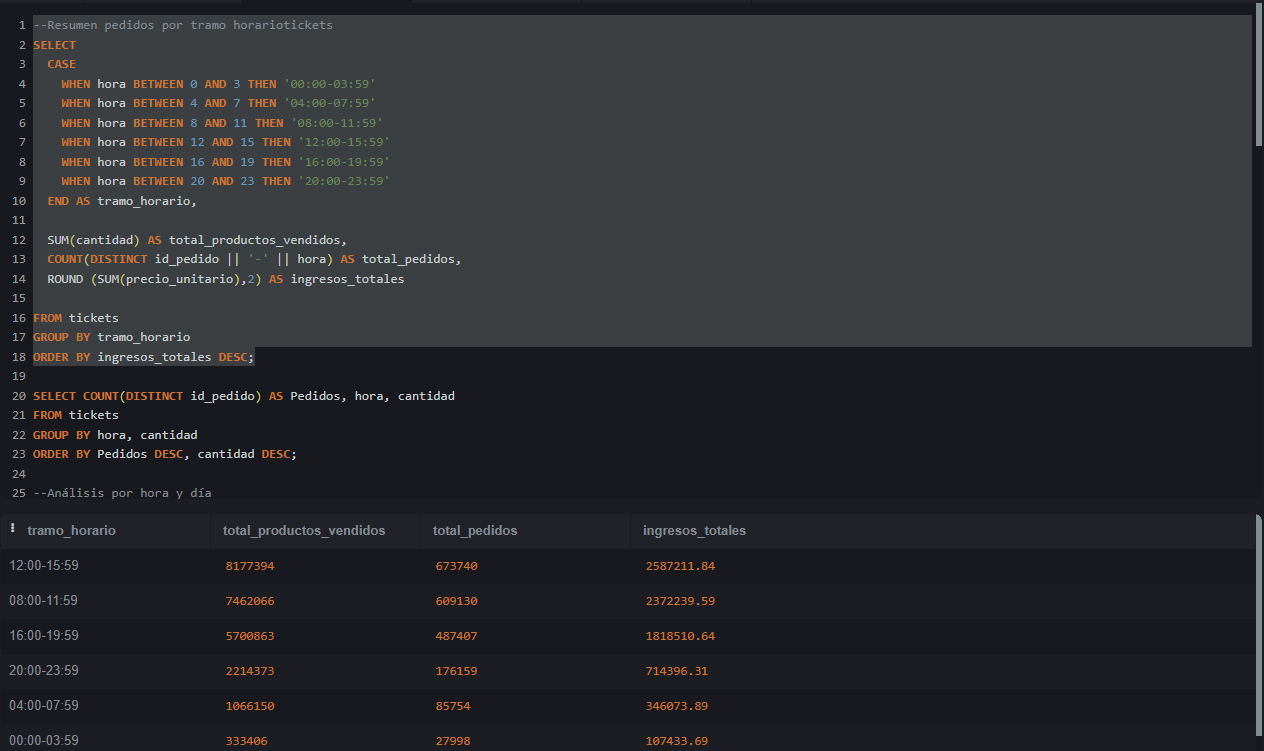 1 --Resumen pedidos por tramo horariotickets
2 SELECT
3 CASE
4 WHEN hora BETWEEN 0 AND 3 THEN '00:00-03:59'
5 WHEN hora BETWEEN 4 AND 7 THEN '04:00-07:59'
6 WHEN hora BETWEEN 8 AND 11 THEN '08:00-11:59'
7 WHEN hora BETWEEN 12 AND 15 THEN '12:00-15:59'
8 WHEN hora BETWEEN 16 AND 19 THEN '16:00-19:59'
9 WHEN hora BETWEEN 20 AND 23 THEN '20:00-23:59'
10 END AS tramo_horario,
11
12 SUM(cantidad) AS total_productos_vendidos,
13 COUNT(DISTINCT id_pedido || '-' || hora) AS total_pedidos,
14 ROUND (SUM(precio_unitario),2) AS ingresos_totales
15
16 FROM tickets
17 GROUP BY tramo_horario
18 ORDER BY ingresos_totales DESC;
19
20 SELECT COUNT(DISTINCT id_pedido) AS Pedidos, hora, cantidad
21 FROM tickets
22 GROUP BY hora, cantidad
23 ORDER BY Pedidos DESC, cantidad DESC;
24
25 --Análisis por hora y día
tramo_horario total_productos_vendidos total_pedidos ingresos_totales
12:00-15:59 8177394 673740 2587211.84
08:00-11:59 7462066 609130 2372239.59
16:00-19:59 5700863 487407 1818510.64
20:00-23:59 2214373 176159 714396.31
04:00-07:59 1066150 85754 346073.89
00:00-03:59 333406 27998 107433.69